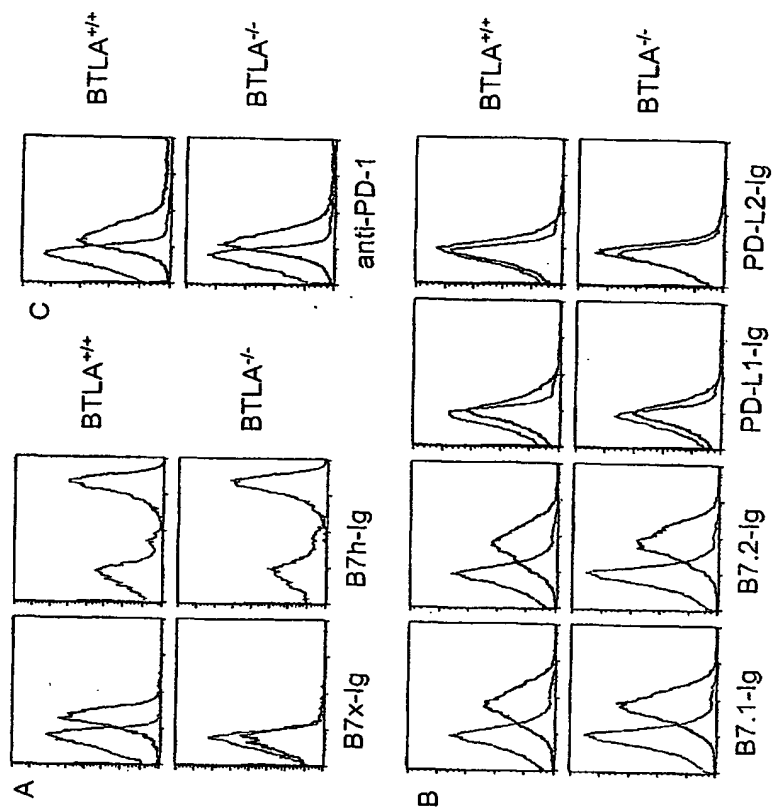 A
BTLA+/+
BTLA-/-
B7x-Ig
B7h-Ig
C
BTLA+/+
BTLA-/-
anti-PD-1
B
BTLA+/+
BTLA-/-
B7.1-Ig
B7.2-Ig
PD-L1-Ig
PD-L2-Ig